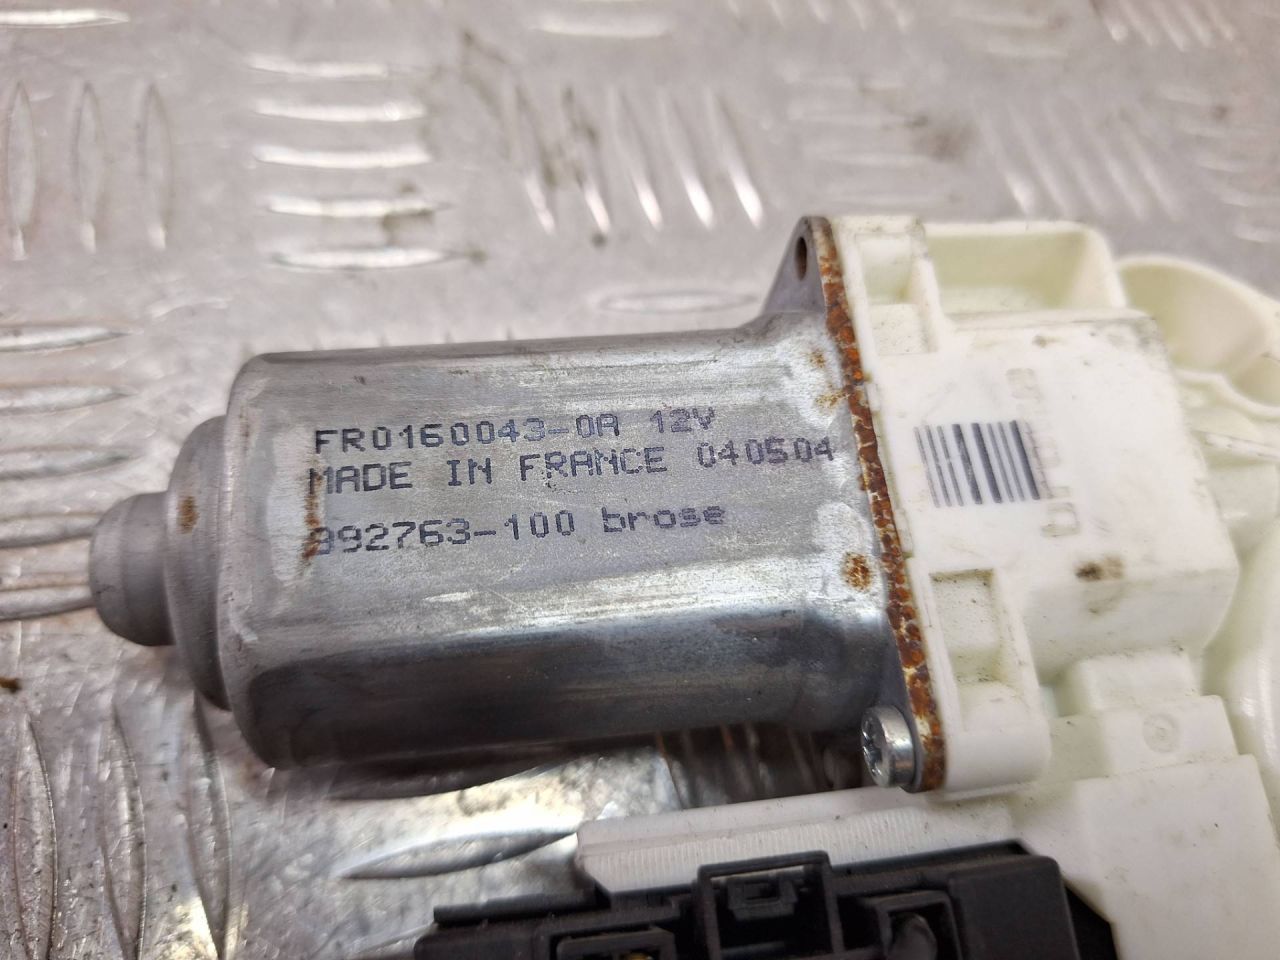 FR0160043-0A 12V
MADE IN FRANCE 040504
992763-100 brose